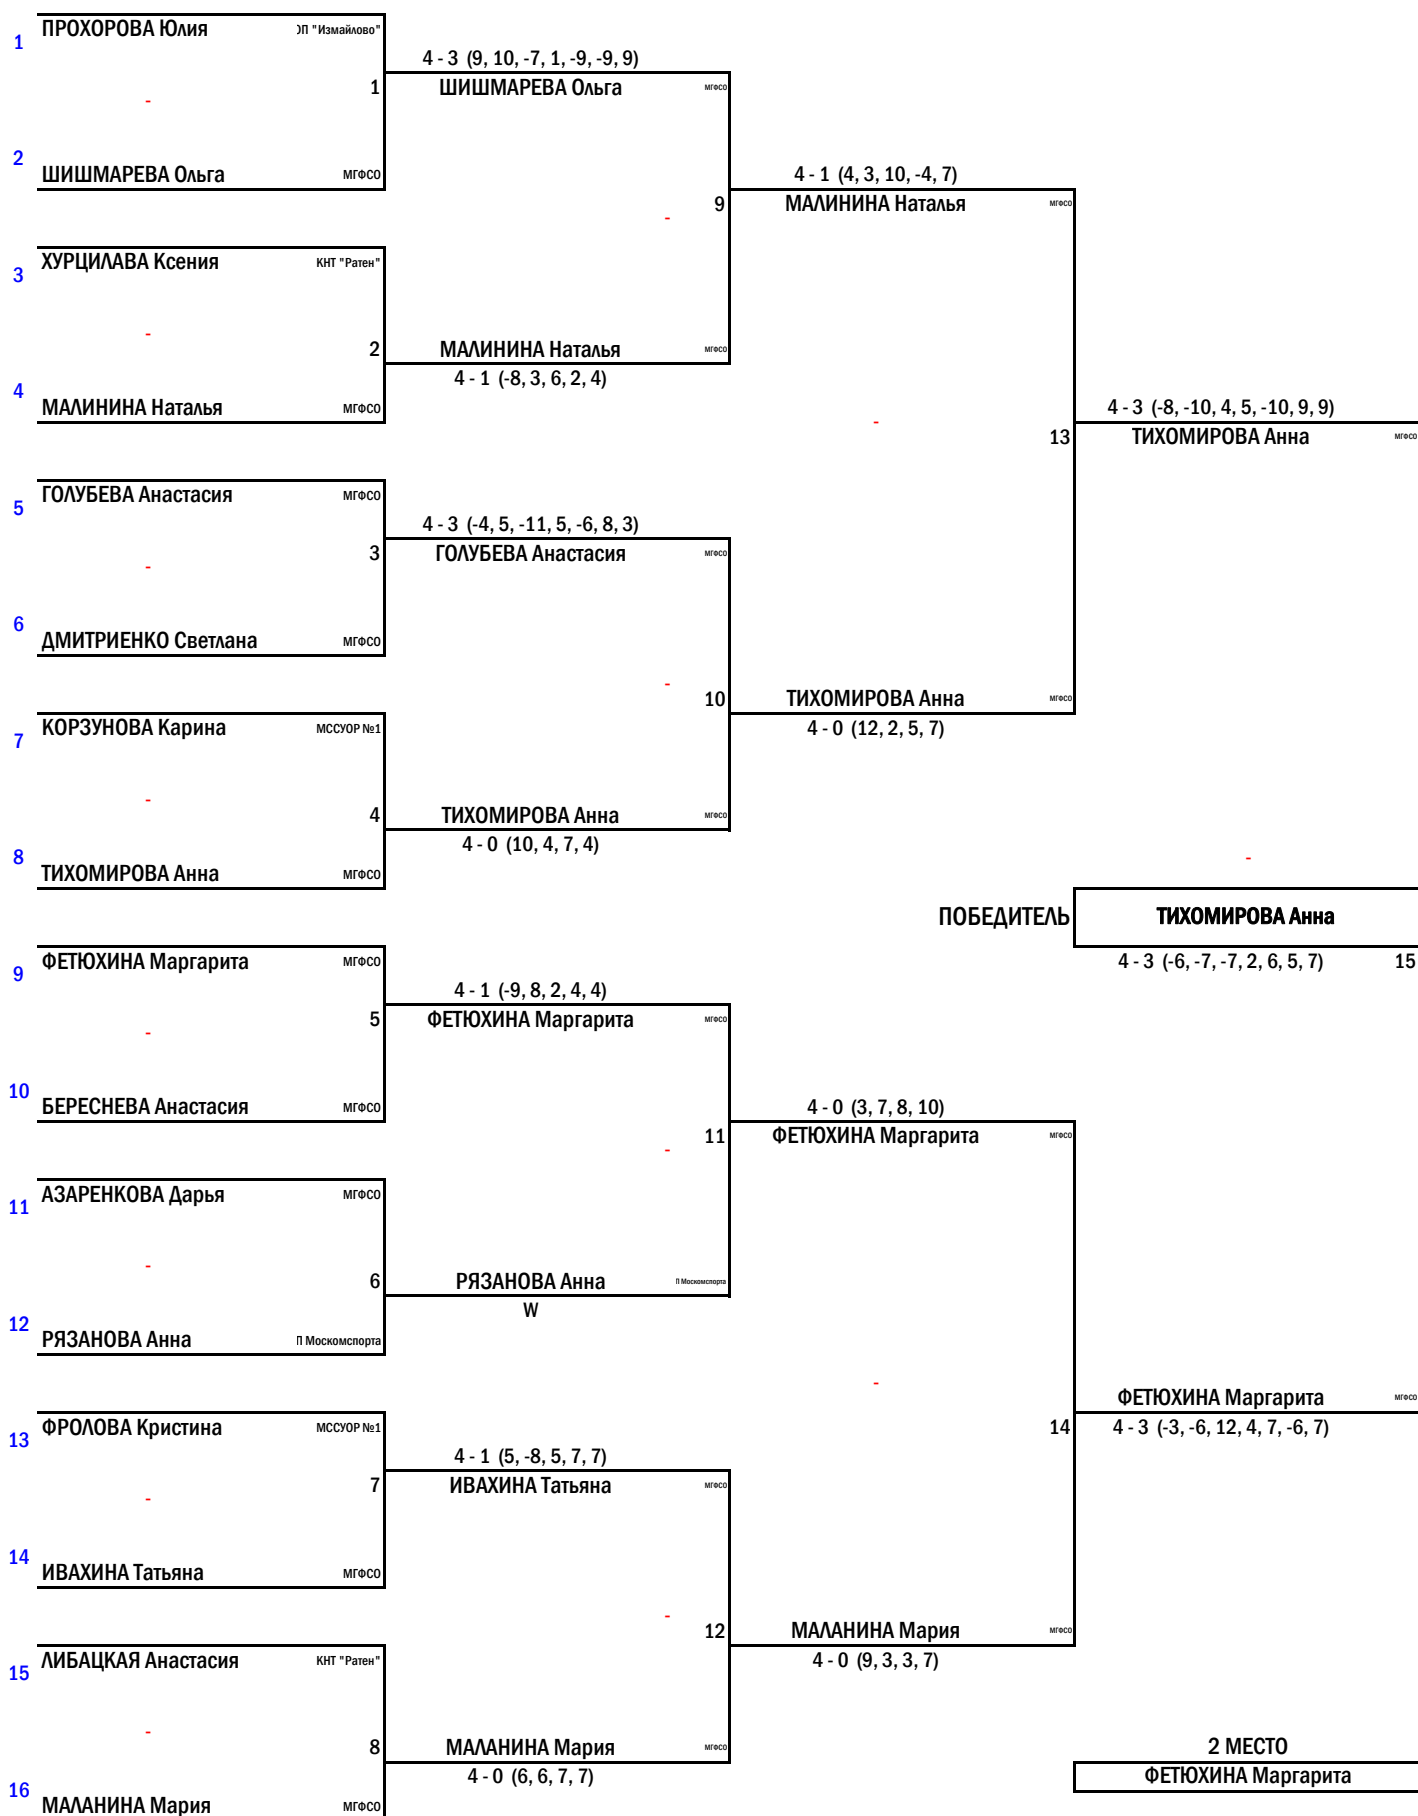 1 ПРОХОРОВА Юлия ОП "Измайлово"
4 - 3 (9, 10, -7, 1, -9, -9, 9)
1 ШИШМАРЕВА Ольга МГФСО
-
2 ШИШМАРЕВА Ольга МГФСО
4 - 1 (4, 3, 10, -4, 7)
- 9 МАЛИНИНА Наталья МГФСО
3 ХУРЦИЛАВА Ксения КНТ "Ратен"
-
2 МАЛИНИНА Наталья МГФСО
4 - 1 (-8, 3, 6, 2, 4)
4 МАЛИНИНА Наталья МГФСО
4 - 3 (-8, -10, 4, 5, -10, 9, 9)
- 13 ТИХОМИРОВА Анна МГФСО
5 ГОЛУБЕВА Анастасия МГФСО
4 - 3 (-4, 5, -11, 5, -6, 8, 3)
3 ГОЛУБЕВА Анастасия МГФСО
-
6 ДМИТРИЕНКО Светлана МГФСО
-
10 ТИХОМИРОВА Анна МГФСО
4 - 0 (12, 2, 5, 7)
7 КОРЗУНОВА Карина МССУОР №1
-
4 ТИХОМИРОВА Анна МГФСО
4 - 0 (10, 4, 7, 4)
8 ТИХОМИРОВА Анна МГФСО
-
ПОБЕДИТЕЛЬ ТИХОМИРОВА Анна
4 - 3 (-6, -7, -7, 2, 6, 5, 7) 15
9 ФЕТЮХИНА Маргарита МГФСО
4 - 1 (-9, 8, 2, 4, 4)
5 ФЕТЮХИНА Маргарита МГФСО
-
10 БЕРЕСНЕВА Анастасия МГФСО
4 - 0 (3, 7, 8, 10)
- 11 ФЕТЮХИНА Маргарита МГФСО
11 АЗАРЕНКОВА Дарья МГФСО
-
6 РЯЗАНОВА Анна П Москомспорта
W
12 РЯЗАНОВА Анна П Москомспорта
-
ФЕТЮХИНА Маргарита МГФСО
14 4 - 3 (-3, -6, 12, 4, 7, -6, 7)
13 ФРОЛОВА Кристина МССУОР №1
4 - 1 (5, -8, 5, 7, 7)
7 ИВАХИНА Татьяна МГФСО
-
14 ИВАХИНА Татьяна МГФСО
-
12 МАЛАНИНА Мария МГФСО
4 - 0 (9, 3, 3, 7)
15 ЛИБАЦКАЯ Анастасия КНТ "Ратен"
-
8 МАЛАНИНА Мария МГФСО
4 - 0 (6, 6, 7, 7)
2 МЕСТО
ФЕТЮХИНА Маргарита
16 МАЛАНИНА Мария МГФСО